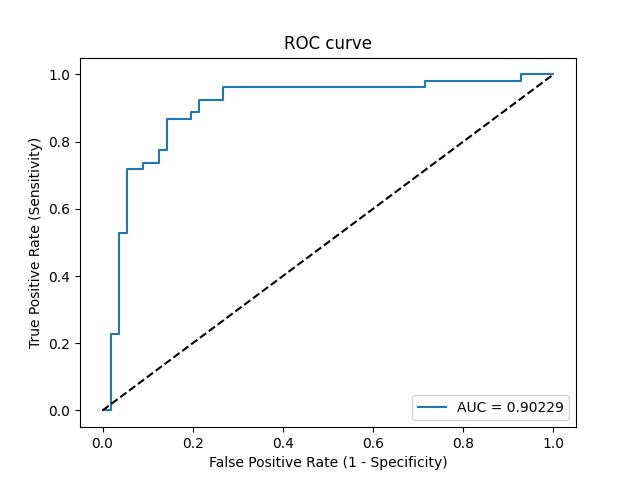 ROC curve
True Positive Rate (Sensitivity)
1.0
0.8
0.6
0.4
0.2
0.0
0.0 0.2 0.4 0.6 0.8 1.0
False Positive Rate (1 - Specificity)
AUC = 0.90229